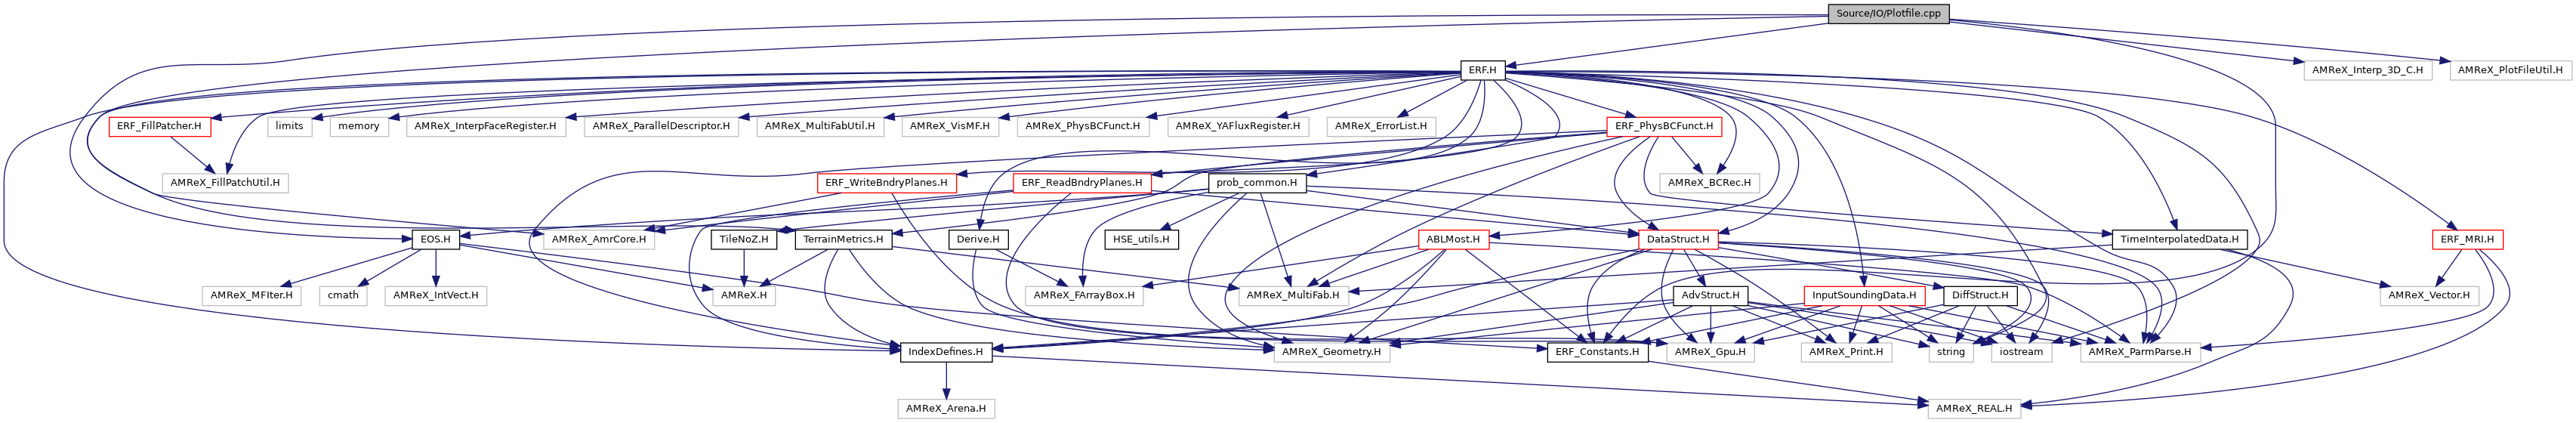 Source/IO/Plotfile.cpp
ERF.H
AMReX_Interp_3D_C.H
AMReX_PlotFileUtil.H
ERF_FillPatcher.H
limits
memory
AMReX_InterpFaceRegister.H
AMReX_ParallelDescriptor.H
AMReX_MultiFabUtil.H
AMReX_VisMF.H
AMReX_PhysBCFunct.H
AMReX_YAFluxRegister.H
AMReX_ErrorList.H
ERF_PhysBCFunct.H
AMReX_FillPatchUtil.H
ERF_WriteBndryPlanes.H
ERF_ReadBndryPlanes.H
prob_common.H
AMReX_BCRec.H
EOS.H
AMReX_AmrCore.H
TileNoZ.H
TerrainMetrics.H
Derive.H
HSE_utils.H
ABLMost.H
DataStruct.H
TimeInterpolatedData.H
ERF_MRI.H
AMReX_MFIter.H
cmath
AMReX_IntVect.H
AMReX.H
AMReX_FArrayBox.H
AMReX_MultiFab.H
AdvStruct.H
InputSoundingData.H
DiffStruct.H
AMReX_Vector.H
IndexDefines.H
AMReX_Geometry.H
ERF_Constants.H
AMReX_Gpu.H
AMReX_Print.H
string
iostream
AMReX_ParmParse.H
AMReX_Arena.H
AMReX_REAL.H